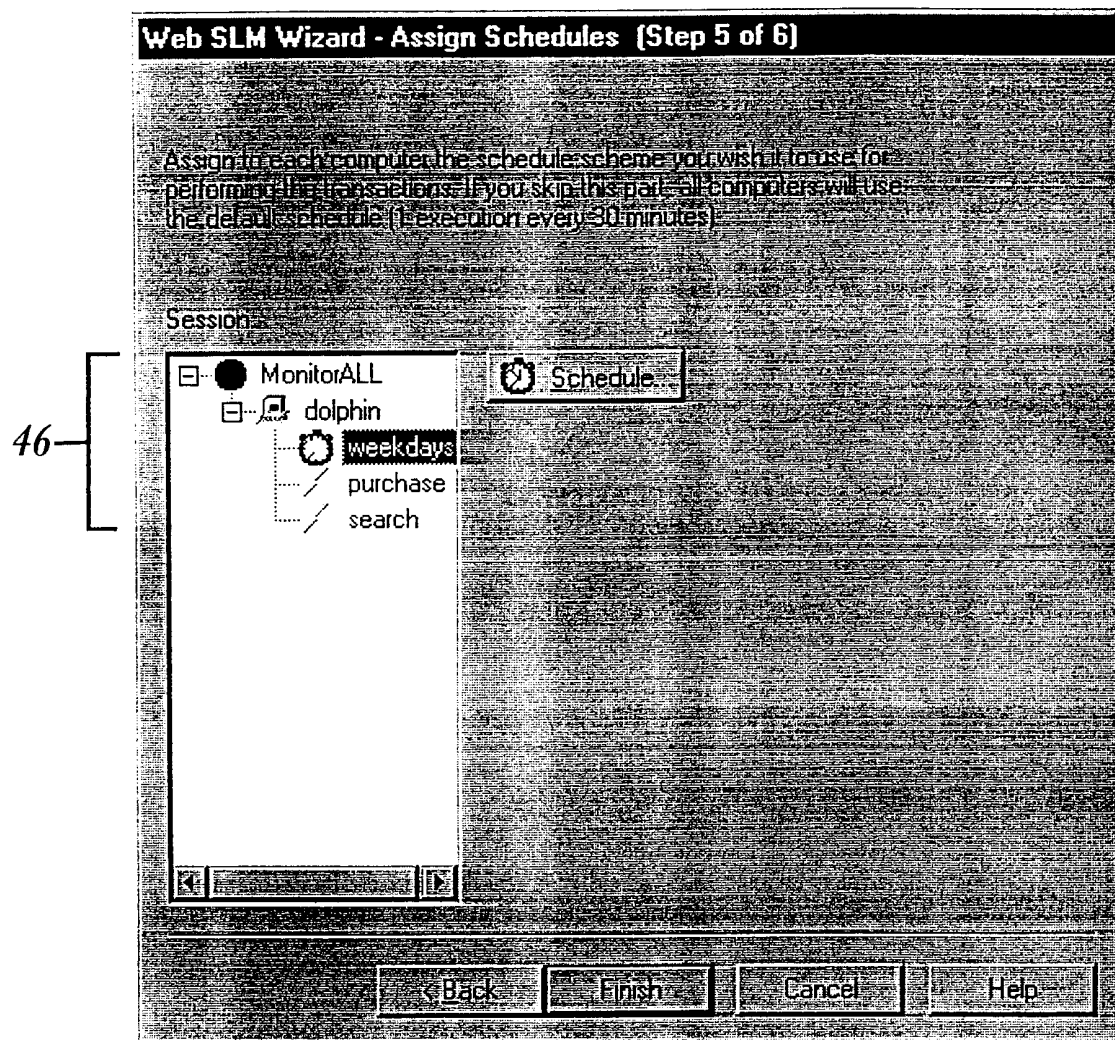 Web SLM Wizard - Assign Schedules (Step 5 of 6)
Assign to each computer the schedule scheme you wish it to use for
performing the transactions. If you skip this part, all computers will use
the default schedule (1 execution every 30 minutes).
Session:
MonitorALL
Schedule...
dolphin
46
weekdays
purchase
search
< Back
Finish
Cancel
Help